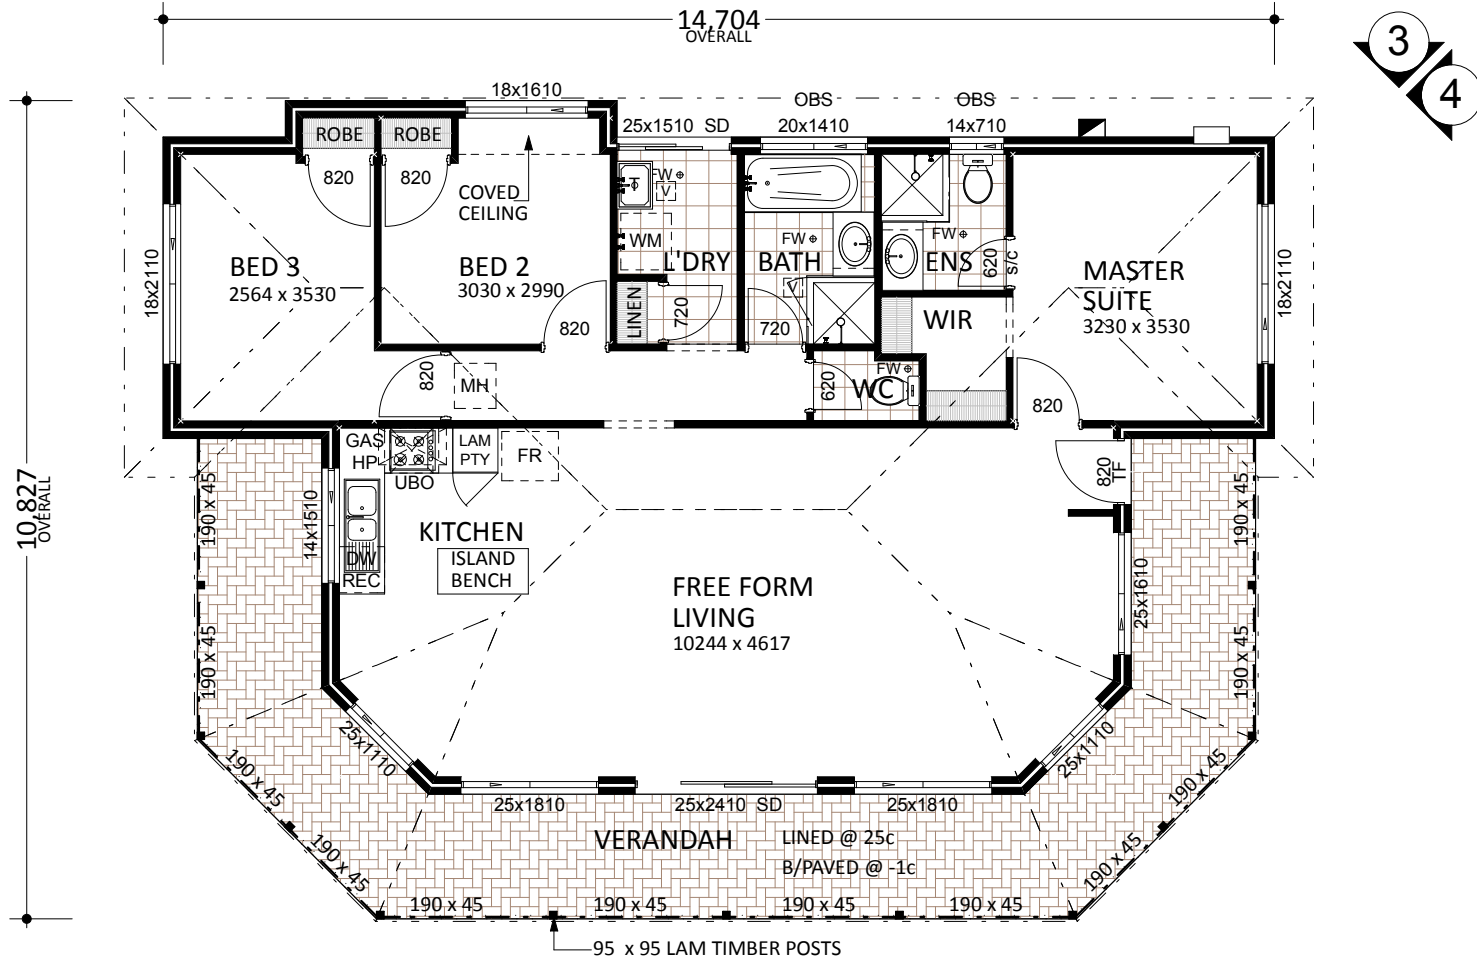 14,704
OVERALL
3
4
18x1610
OBS
OBS
25x1510 SD
20x1410
14x710
ROBE
ROBE
820
820
COVED
CEILING
FW
V
WM
L'DRY
FW
BATH
V
FW
ENS
620
s/c
BED 3
2564 x 3530
BED 2
3030 x 2990
MASTER
SUITE
3230 x 3530
18x2110
18x2110
LINEN
720
720
820
WIR
820
MH
620
FW
WC
820
10,827
OVERALL
GAS
HP
UBO
LAM
PTY
FR
820
TF
190 x 45
14x1510
190 x 45
KITCHEN
ISLAND
BENCH
DW
REC
FREE FORM
LIVING
10244 x 4617
25x1610
190 x 45
190 x 45
25x1110
25x1110
190 x 45
190 x 45
25x1810
25x2410 SD
25x1810
VERANDAH
LINED @ 25c
B/PAVED @ -1c
190 x 45
190 x 45
190 x 45
190 x 45
190 x 45
190 x 45
95 x 95 LAM TIMBER POSTS